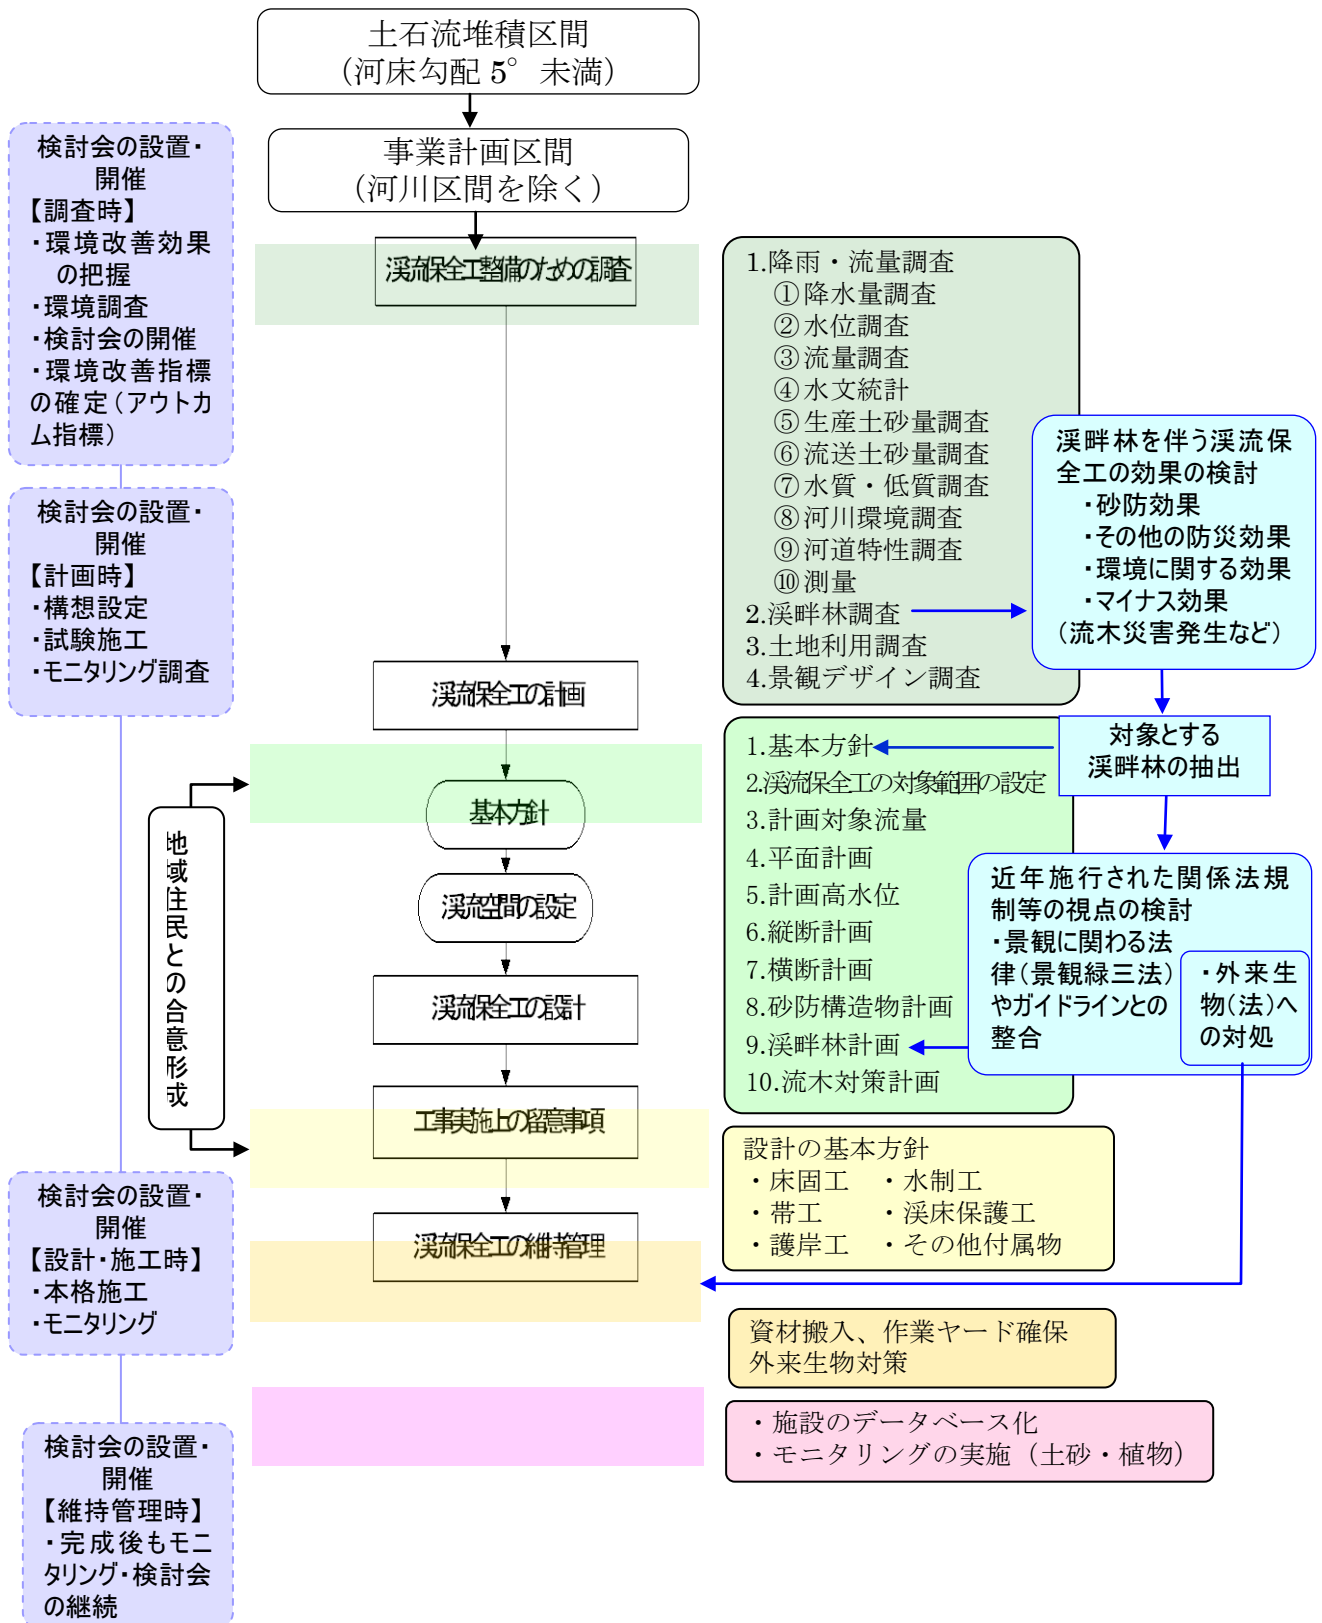 土石流堆積区間
（河床勾配 5° 未満）
事業計画区間
（河川区間を除く）
検討会の設置・
開催
【調査時】
・環境改善効果
の把握
・環境調査
・検討会の開催
・環境改善指標
の確定（アウトカ
ム指標）
検討会の設置・
開催
【計画時】
・構想設定
・試験施工
・モニタリング調査
地域住民との合意形成
検討会の設置・
開催
【設計・施工時】
・本格施工
・モニタリング
検討会の設置・
開催
【維持管理時】
・完成後もモニ
タリング・検討会
の継続
渓流保全工整備のための調査
渓流保全工の計画
基本方針
渓流空間の設定
渓流保全工の設計
工事実施上の留意事項
渓流保全工の維持管理
1.降雨・流量調査
①降水量調査
②水位調査
③流量調査
④水文統計
⑤生産土砂量調査
⑥流送土砂量調査
⑦水質・低質調査
⑧河川環境調査
⑨河道特性調査
⑩測量
2.渓畔林調査
3.土地利用調査
4.景観デザイン調査
渓畔林を伴う渓流保
全工の効果の検討
・砂防効果
・その他の防災効果
・環境に関する効果
・マイナス効果
（流木災害発生など）
対象とする
渓畔林の抽出
1.基本方針
2.渓流保全工の対象範囲の設定
3.計画対象流量
4.平面計画
5.計画高水位
6.縦断計画
7.横断計画
8.砂防構造物計画
9.渓畔林計画
10.流木対策計画
近年施行された関係法規
制等の視点の検討
・景観に関わる法
律（景観緑三法）
やガイドラインとの
整合
・外来生
物（法）へ
の対処
設計の基本方針
・床固工 ・水制工
・帯工 ・渓床保護工
・護岸工 ・その他付属物
資材搬入、作業ヤード確保
外来生物対策
・施設のデータベース化
・モニタリングの実施（土砂・植物）